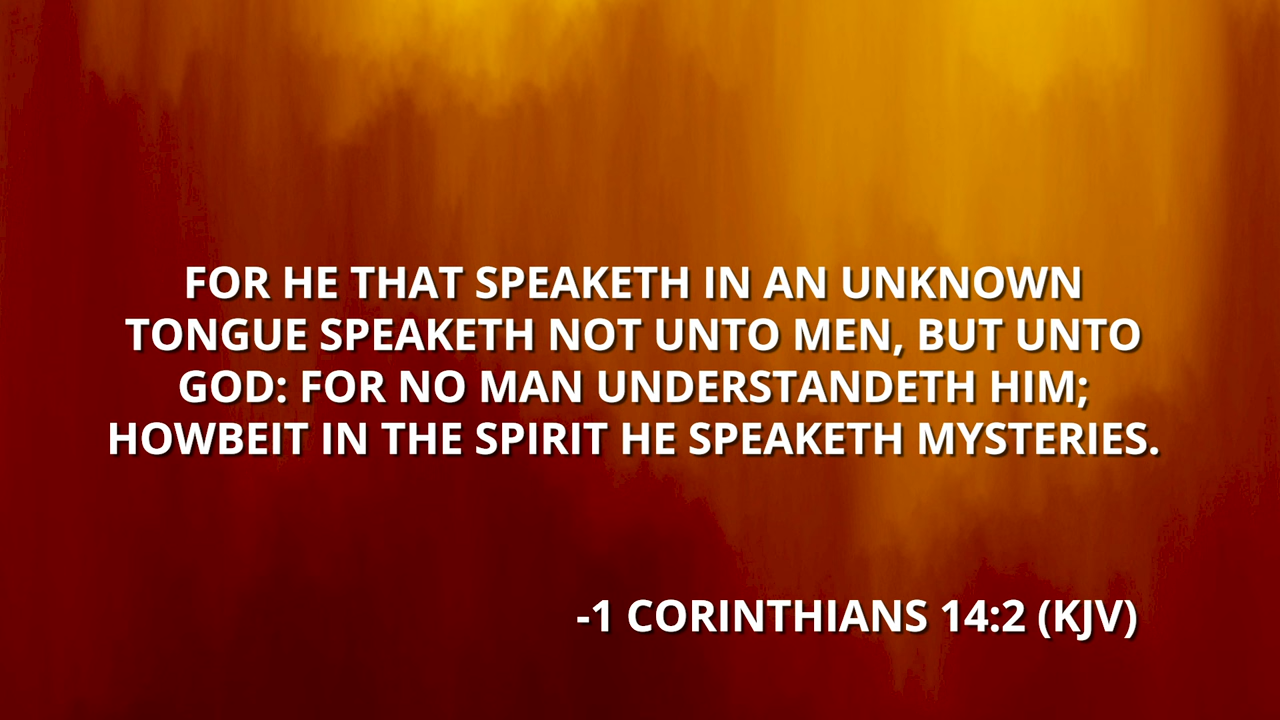 FOR HE THAT SPEAKETH IN AN UNKNOWN
TONGUE SPEAKETH NOT UNTO MEN, BUT UNTO
GOD: FOR NO MAN UNDERSTANDETH HIM;
HOWBEIT IN THE SPIRIT HE SPEAKETH MYSTERIES.
-1 CORINTHIANS 14:2 (KJV)